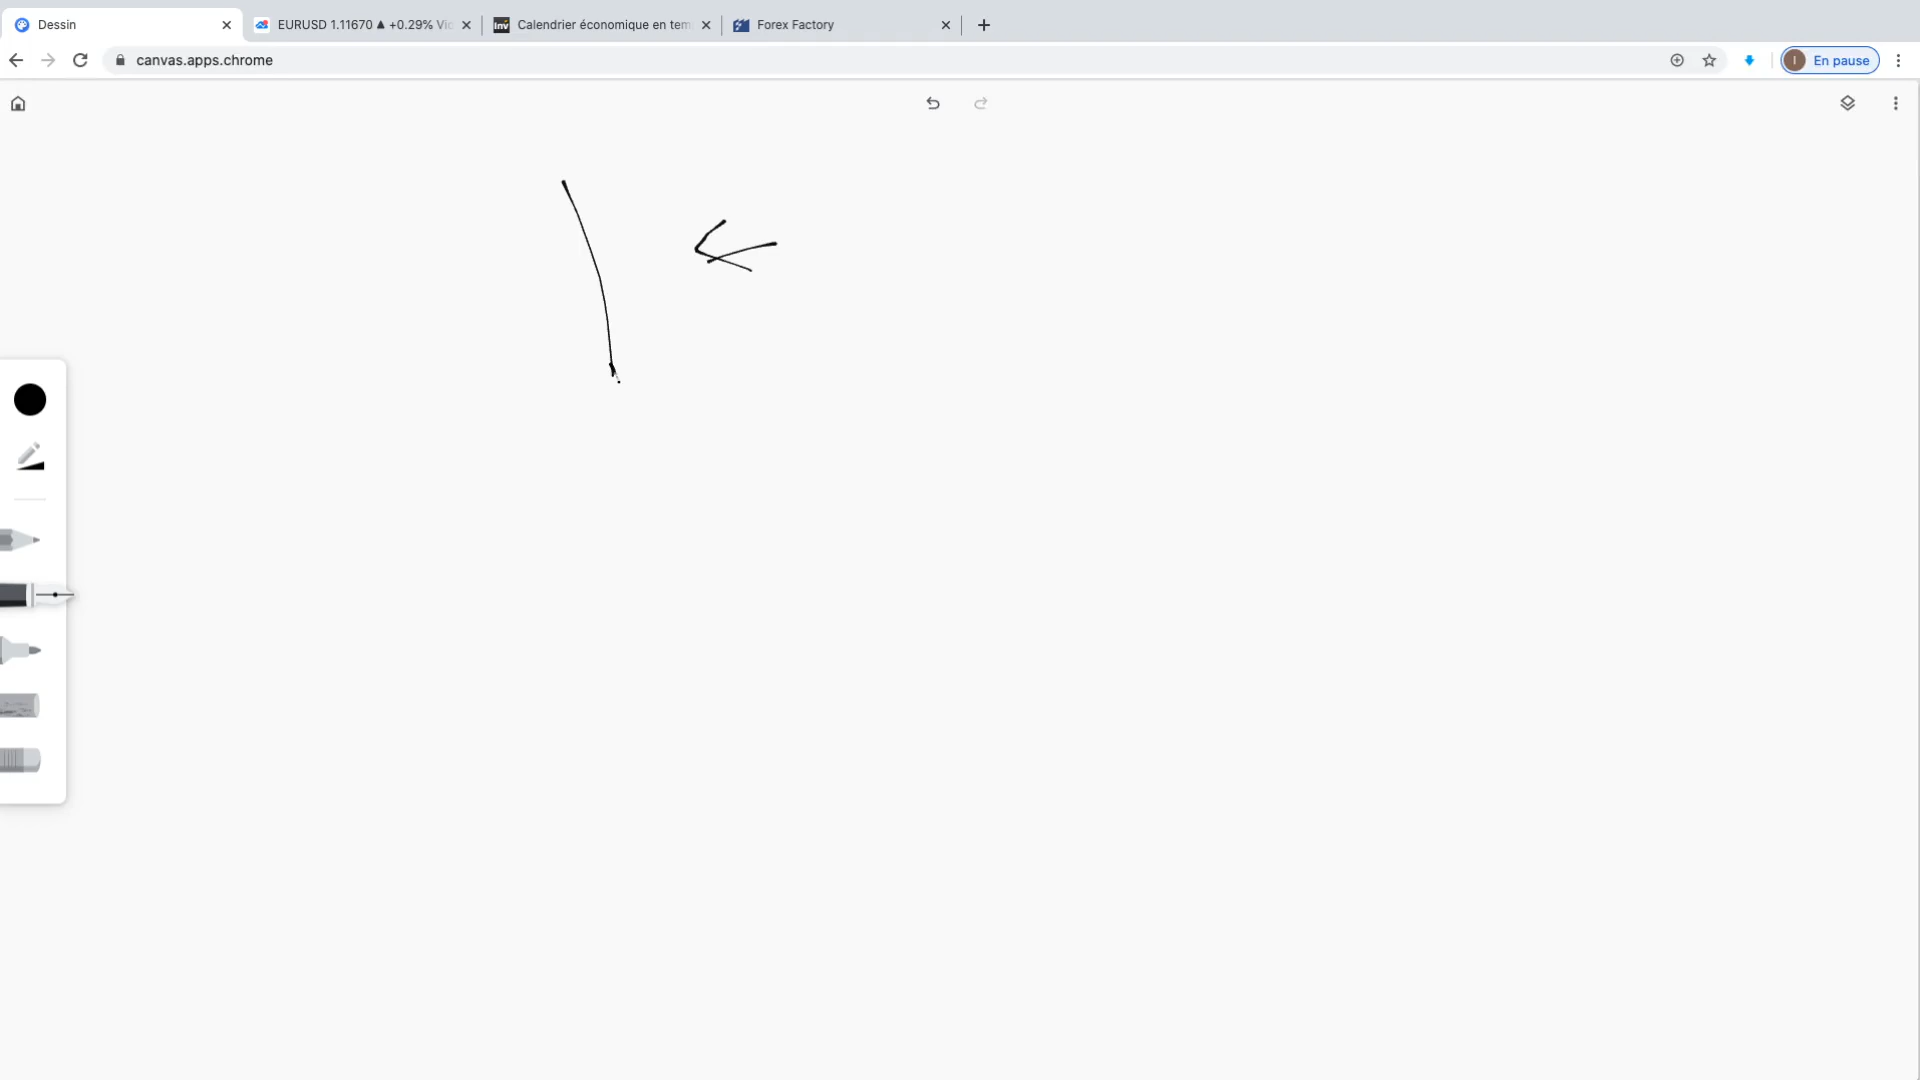 Dessin
EURUSD 1.11670 ▲ +0.29%
Calendrier économique en tem
Forex Factory
canvas.apps.chrome
I
En pause